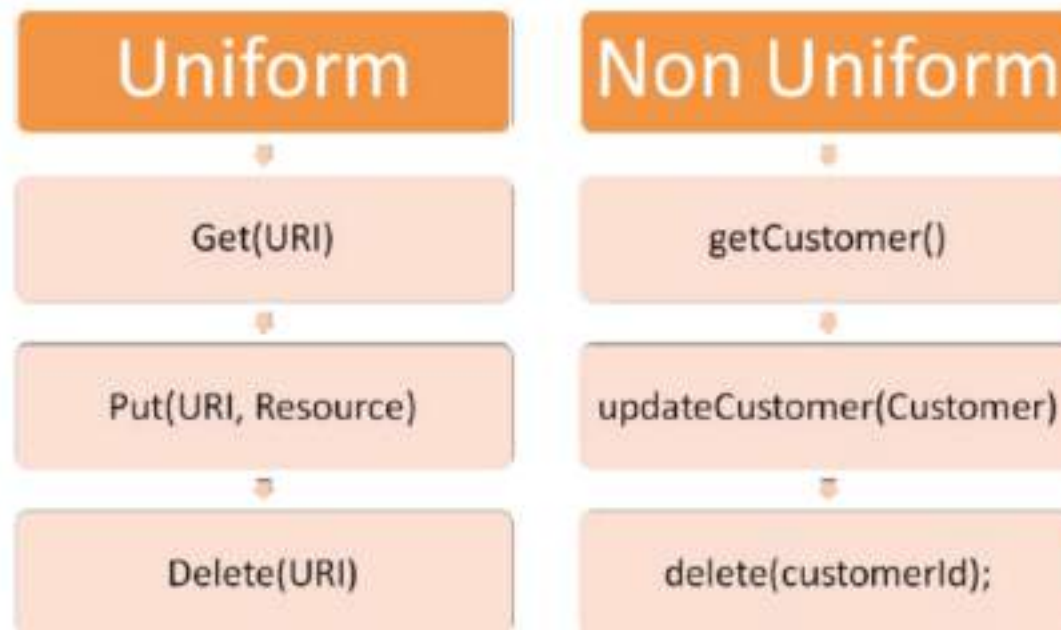 Uniform
Get(URI)
Put(URI, Resource)
Delete(URI)
Non Uniform
getCustomer()
updateCustomer(Customer)
delete(customerId);